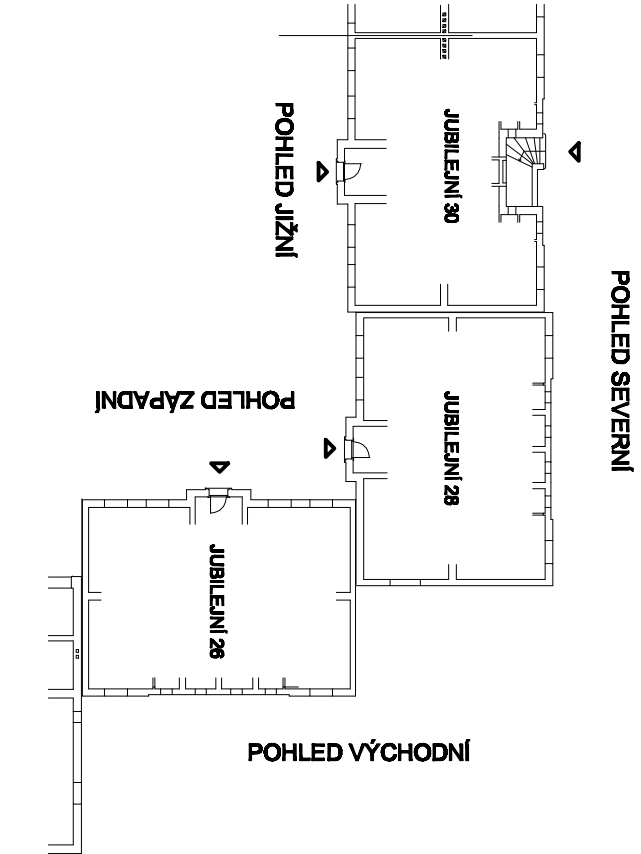 POHLED JIŽNÍ
JUBILEJNÍ 30
POHLED SEVERNÍ
POHLED ZÁPADNÍ
JUBILEJNÍ 28
JUBILEJNÍ 26
POHLED VÝCHODNÍ